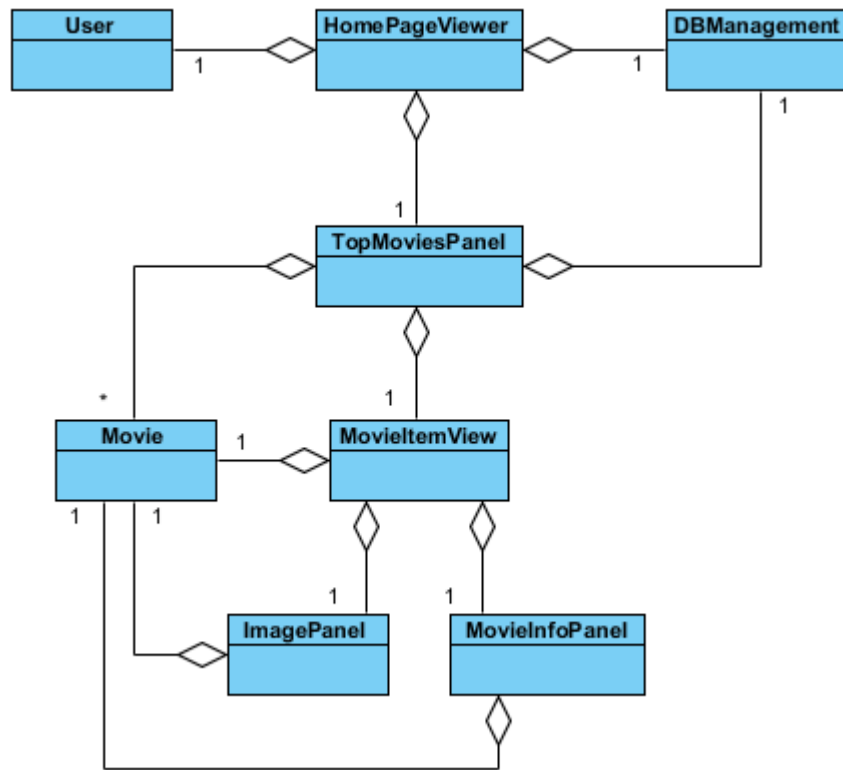 User
HomePageViewer
DBManagement
1
1
1
1
TopMoviesPanel
*
1
Movie
1
MovieItemView
1
1
1
1
ImagePanel
MovieInfoPanel